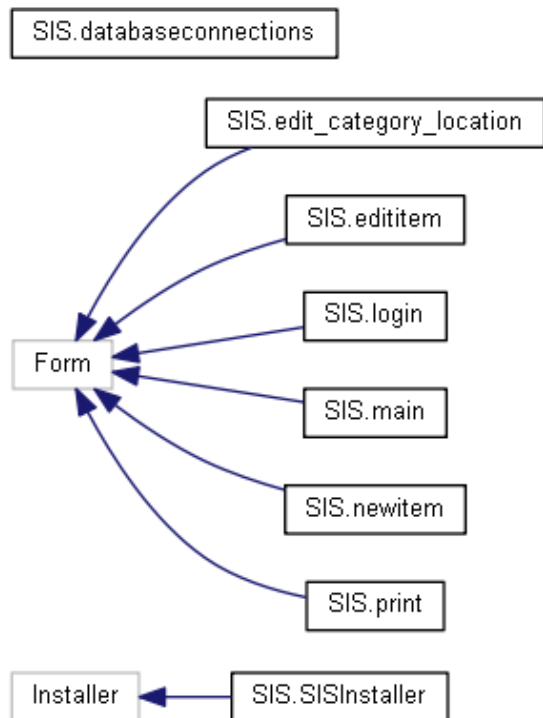 SIS.databaseconnections
SIS.edit_category_location
SIS.edititem
SIS.login
Form
SIS.main
SIS.newitem
SIS.print
Installer
SIS.SISInstaller